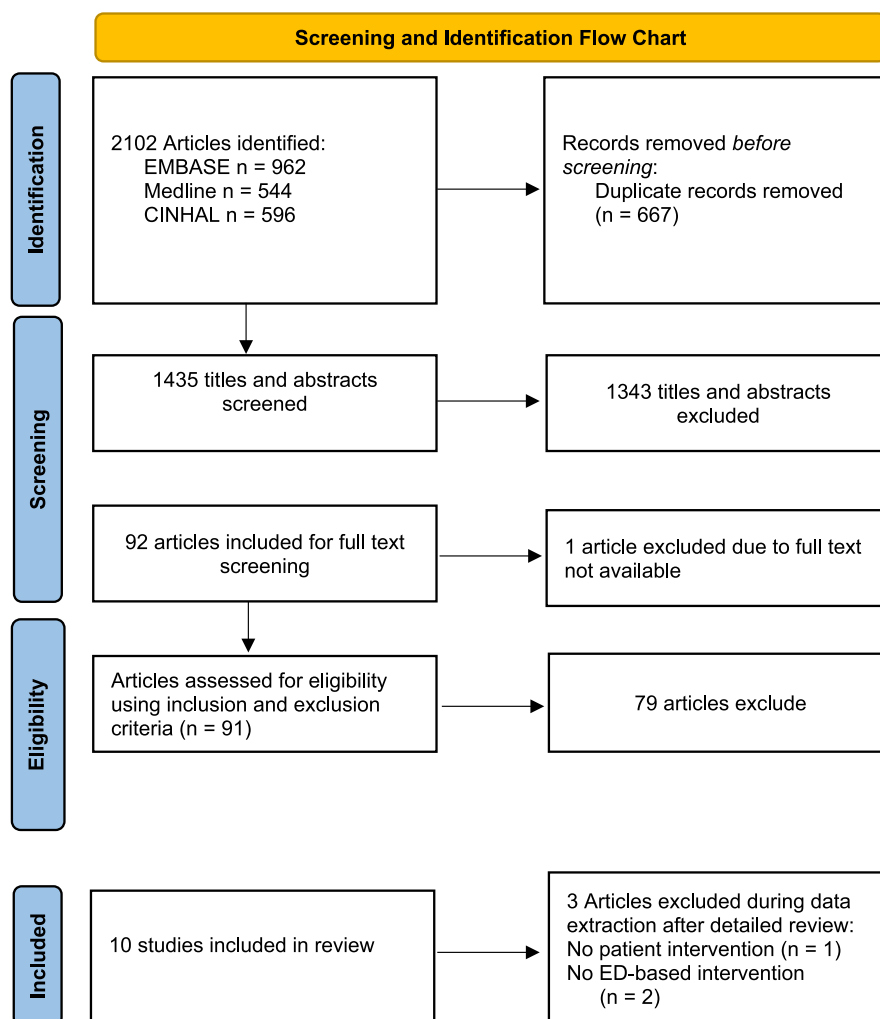 Screening and Identification Flow Chart
Identification
2102 Articles identified:
EMBASE n = 962
Medline n = 544
CINHAL n = 596
Records removed before
screening:
Duplicate records removed
(n = 667)
Screening
1435 titles and abstracts
screened
1343 titles and abstracts
excluded
92 articles included for full text
screening
1 article excluded due to full text
not available
Eligibility
Articles assessed for eligibility
using inclusion and exclusion
criteria (n = 91)
79 articles exclude
Included
10 studies included in review
3 Articles excluded during data
extraction after detailed review:
No patient intervention (n = 1)
No ED-based intervention
(n = 2)